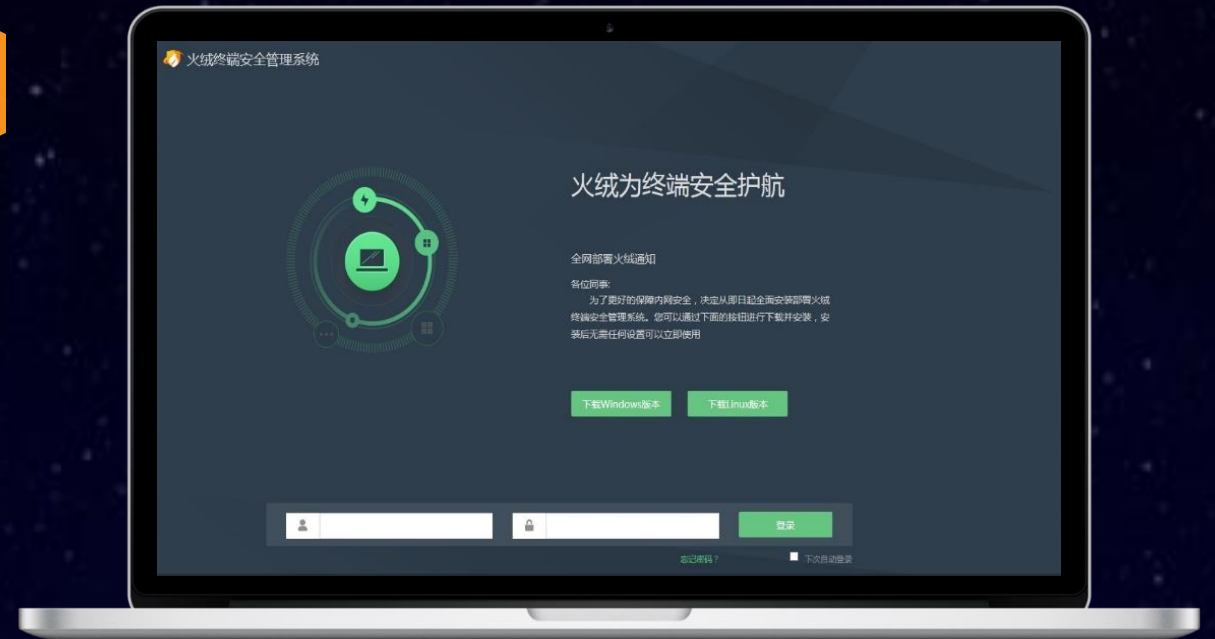 火绒终端安全管理系统
火绒为终端安全护航
全网部署火绒通知
各位同事:
为了更好的保障内网安全，决定从即日起全面安装部署火绒
终端安全管理系统。您可以通过下面的按钮进行下载并安装，安
装后无需任何设置可以立即使用
下载Windows版本
下载Linux版本
登录
忘记密码？
下次自动登录